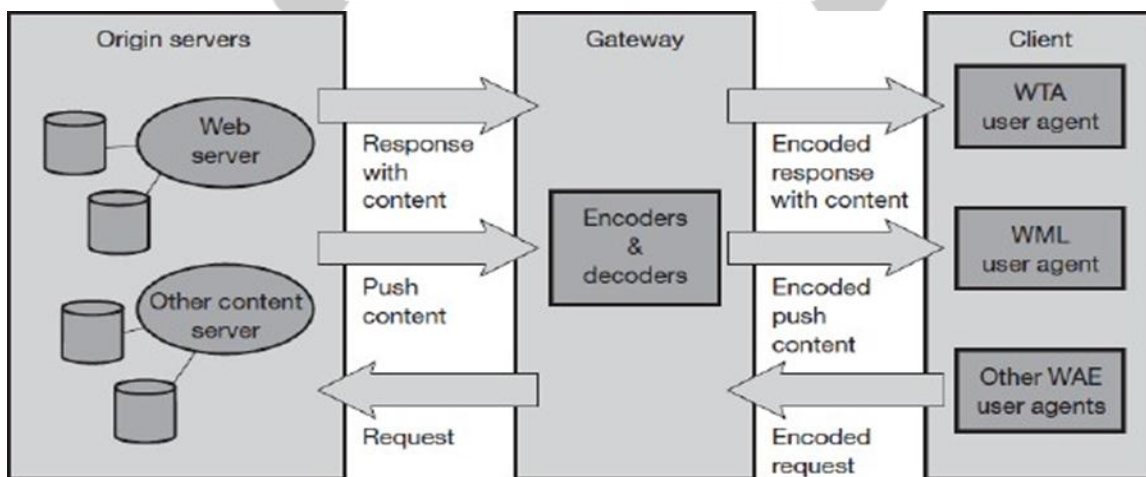 Origin servers
Web
server
Other content
server
Response
with
content
Push
content
Request
Gateway
Encoders
&
decoders
Encoded
response
with content
Encoded
push
content
Encoded
request
Client
WTA
user agent
WML
user agent
Other WAE
user agents